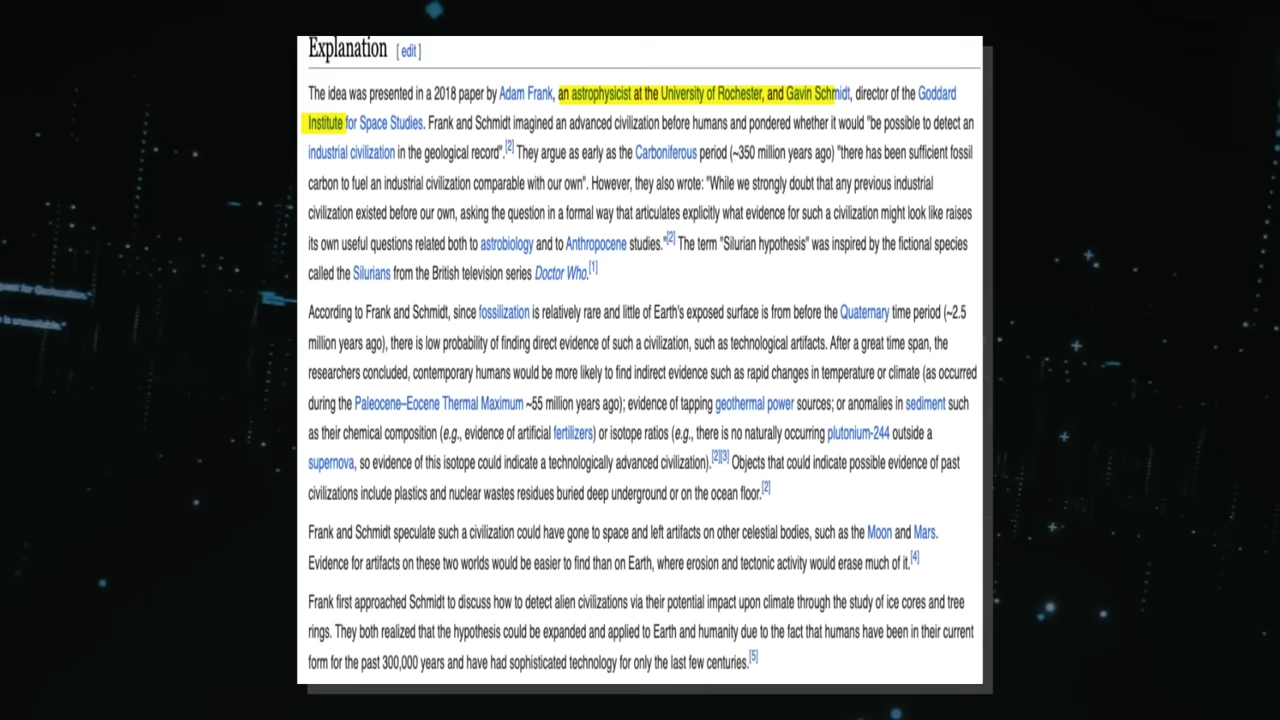 Explanation [ edit ]
The idea was presented in a 2018 paper by Adam Frank, an astrophysicist at the University of Rochester, and Gavin Schmidt, director of the Goddard
Institute for Space Studies. Frank and Schmidt imagined an advanced civilization before humans and pondered whether it would "be possible to detect an
industrial civilization in the geological record".[2] They argue as early as the Carboniferous period (~350 million years ago) "there has been sufficient fossil
carbon to fuel an industrial civilization comparable with our own". However, they also wrote: "While we strongly doubt that any previous industrial
civilization existed before our own, asking the question in a formal way that articulates explicitly what evidence for such a civilization might look like raises
its own useful questions related both to astrobiology and to Anthropocene studies."[2] The term "Silurian hypothesis" was inspired by the fictional species
called the Silurians from the British television series Doctor Who.[1]
According to Frank and Schmidt, since fossilization is relatively rare and little of Earth's exposed surface is from before the Quaternary time period (~2.5
million years ago), there is low probability of finding direct evidence of such a civilization, such as technological artifacts. After a great time span, the
researchers concluded, contemporary humans would be more likely to find indirect evidence such as rapid changes in temperature or climate (as occurred
during the Paleocene–Eocene Thermal Maximum ~55 million years ago); evidence of tapping geothermal power sources; or anomalies in sediment such
as their chemical composition (e.g., evidence of artificial fertilizers) or isotope ratios (e.g., there is no naturally occurring plutonium-244 outside a
supernova, so evidence of this isotope could indicate a technologically advanced civilization).[2][3] Objects that could indicate possible evidence of past
civilizations include plastics and nuclear wastes residues buried deep underground or on the ocean floor.[2]
Frank and Schmidt speculate such a civilization could have gone to space and left artifacts on other celestial bodies, such as the Moon and Mars.
Evidence for artifacts on these two worlds would be easier to find than on Earth, where erosion and tectonic activity would erase much of it.[4]
Frank first approached Schmidt to discuss how to detect alien civilizations via their potential impact upon climate through the study of ice cores and tree
rings. They both realized that the hypothesis could be expanded and applied to Earth and humanity due to the fact that humans have been in their current
form for the past 300,000 years and have had sophisticated technology for only the last few centuries.[5]